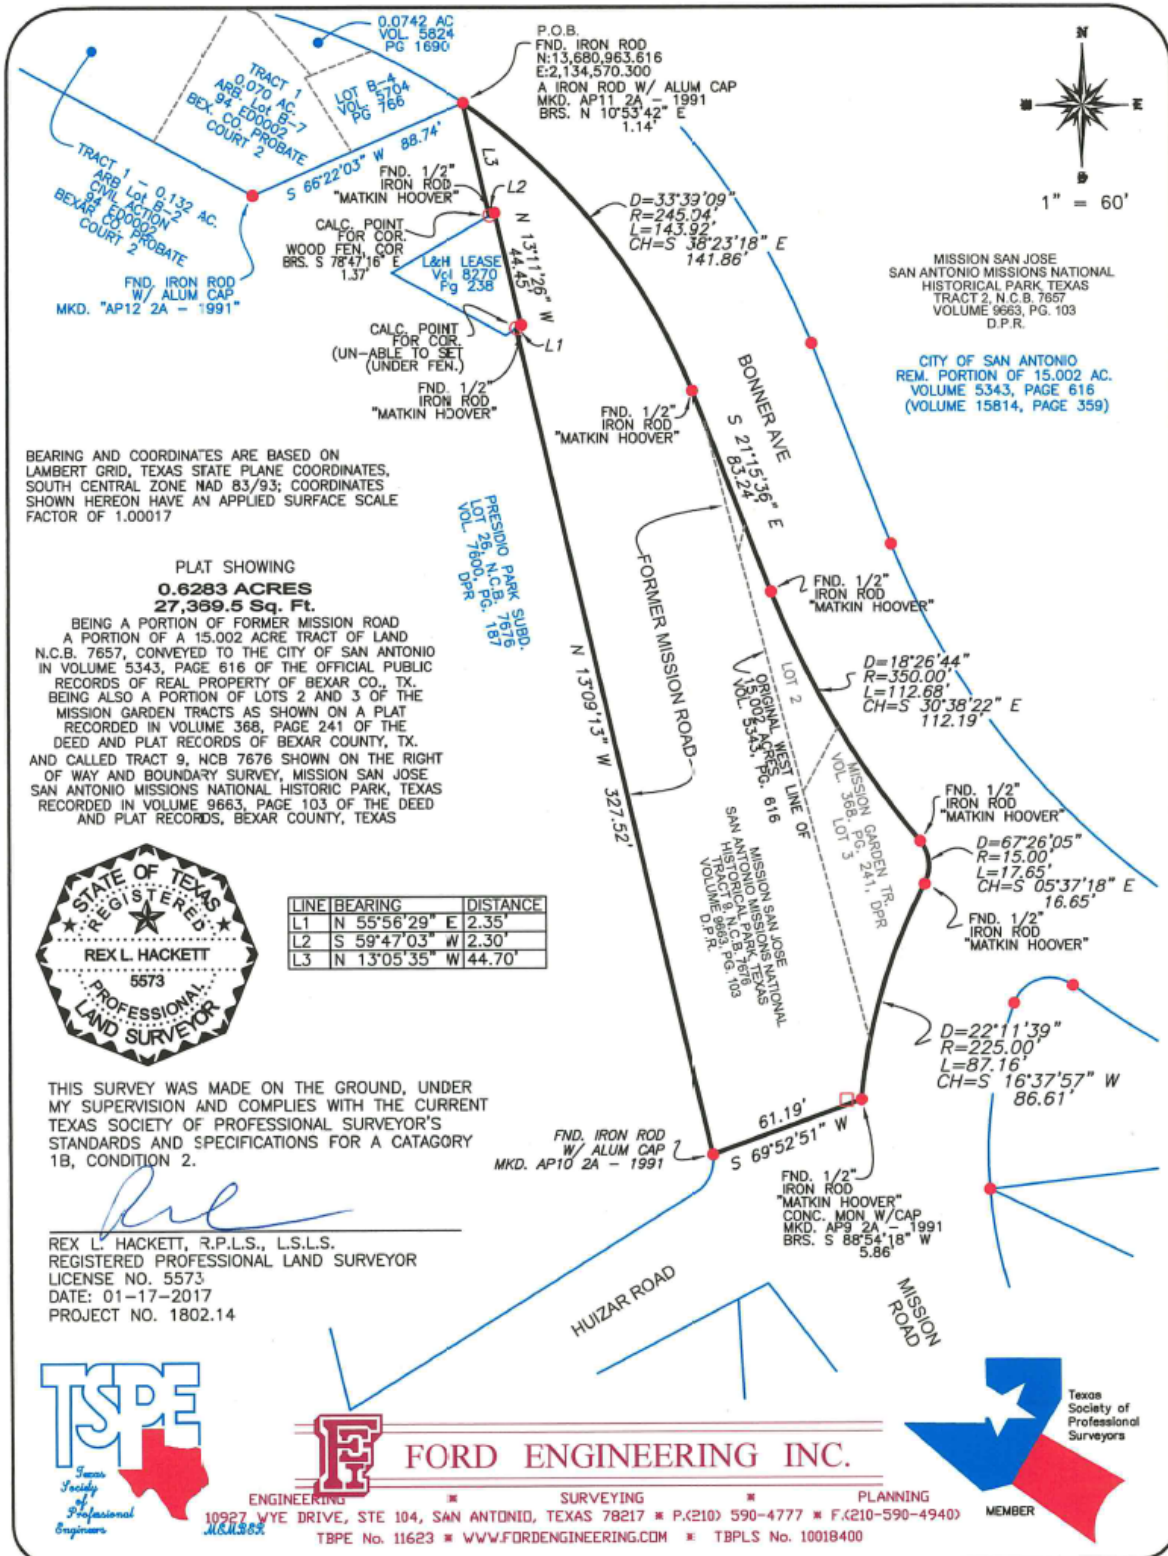 0.0742 AC
VOL. 5824
PG 1690
TRACT 1
0.070 AC.
ARB. Lot B-7
94 ED0002
BEX. CO. PROBATE
COURT 2
LOT B-4
VOL. 5704
PG 766
TRACT 1 - 0.132 AC.
ARB Lot B-2
CIVIL ACTION
94 ED0002
BEXAR CO. PROBATE
COURT 2
S 66°22'03" W 88.74'
FND. IRON ROD
W/ ALUM CAP
MKD. "AP12 2A - 1991"
P.O.B.
FND. IRON ROD
N:13,680,963.616
E:2,134,570.300
A IRON ROD W/ ALUM CAP
MKD. AP11 2A - 1991
BRS. N 10°53'42" E
1.14'
N
S
1" = 60'
L3
FND. 1/2"
IRON ROD
"MATKIN HOOVER"
L2
CALC. POINT
FOR COR.
WOOD FEN. COR
BRS. S 78°47'16" E
1.37'
N 13°11'26" W
44.45'
L&H LEASE
Vol 8270
Pg 238
CALC. POINT
FOR COR.
(UN-ABLE TO SET
(UNDER FEN.)
L1
FND. 1/2"
IRON ROD
"MATKIN HOOVER"
D=33°39'09"
R=245.04'
L=143.92'
CH=S 38°23'18" E
141.86'
MISSION SAN JOSE
SAN ANTONIO MISSIONS NATIONAL
HISTORICAL PARK, TEXAS
TRACT 2, N.C.B. 7657
VOLUME 9663, PG. 103
D.P.R.
CITY OF SAN ANTONIO
REM. PORTION OF 15.002 AC.
VOLUME 5343, PAGE 616
(VOLUME 15814, PAGE 359)
FND. 1/2"
IRON ROD
"MATKIN HOOVER"
BONNER AVE
S 21°15'36" E
83.24'
BEARING AND COORDINATES ARE BASED ON
LAMBERT GRID, TEXAS STATE PLANE COORDINATES,
SOUTH CENTRAL ZONE NAD 83/93; COORDINATES
SHOWN HEREON HAVE AN APPLIED SURFACE SCALE
FACTOR OF 1.00017
PLAT SHOWING
0.6283 ACRES
27,369.5 Sq. Ft.
BEING A PORTION OF FORMER MISSION ROAD
A PORTION OF A 15.002 ACRE TRACT OF LAND
N.C.B. 7657, CONVEYED TO THE CITY OF SAN ANTONIO
IN VOLUME 5343, PAGE 616 OF THE OFFICIAL PUBLIC
RECORDS OF REAL PROPERTY OF BEXAR CO., TX.
BEING ALSO A PORTION OF LOTS 2 AND 3 OF THE
MISSION GARDEN TRACTS AS SHOWN ON A PLAT
RECORDED IN VOLUME 368, PAGE 241 OF THE
DEED AND PLAT RECORDS OF BEXAR COUNTY, TX.
AND CALLED TRACT 9, NCB 7676 SHOWN ON THE RIGHT
OF WAY AND BOUNDARY SURVEY, MISSION SAN JOSE
SAN ANTONIO MISSIONS NATIONAL HISTORIC PARK, TEXAS
RECORDED IN VOLUME 9663, PAGE 103 OF THE DEED
AND PLAT RECORDS, BEXAR COUNTY, TEXAS
PRESIDIO PARK SUBD.
LOT 26, N.C.B. 7676
VOL. 7600, PG. 187
DPR
FORMER MISSION ROAD
N 13°09'13" W 327.52'
FND. 1/2"
IRON ROD
"MATKIN HOOVER"
LOT 2
ORIGINAL WEST LINE OF
15.002 ACRES
VOL. 5343, PG. 616
D=18°26'44"
R=350.00'
L=112.68'
CH=S 30°38'22" E
112.19'
MISSION GARDEN TR.
VOL. 368. PG. 241, DPR
LOT 3
FND. 1/2"
IRON ROD
"MATKIN HOOVER"
D=67°26'05"
R=15.00'
L=17.65'
CH=S 05°37'18" E
16.65'
FND. 1/2"
IRON ROD
"MATKIN HOOVER"
MISSION SAN JOSE
SAN ANTONIO MISSIONS NATIONAL
HISTORICAL PARK, TEXAS
TRACT 9, N.C.B. 7676
VOLUME 9663, PG. 103
D.P.R.
STATE OF TEXAS
REGISTERED
REX L. HACKETT
5573
PROFESSIONAL
LAND SURVEYOR
LINE BEARING DISTANCE
L1 N 55°56'29" E 2.35'
L2 S 59°47'03" W 2.30'
L3 N 13°05'35" W 44.70'
D=22°11'39"
R=225.00'
L=87.16'
CH=S 16°37'57" W
86.61'
THIS SURVEY WAS MADE ON THE GROUND, UNDER
MY SUPERVISION AND COMPLIES WITH THE CURRENT
TEXAS SOCIETY OF PROFESSIONAL SURVEYOR'S
STANDARDS AND SPECIFICATIONS FOR A CATAGORY
1B, CONDITION 2.
FND. IRON ROD
W/ ALUM CAP
MKD. AP10 2A - 1991
61.19'
S 69°52'51" W
FND. 1/2"
IRON ROD
"MATKIN HOOVER"
CONC. MON W/CAP
MKD. AP9 2A - 1991
BRS. S 88°54'18" W
5.86'
REX L. HACKETT, R.P.L.S., L.S.L.S.
REGISTERED PROFESSIONAL LAND SURVEYOR
LICENSE NO. 5573
DATE: 01-17-2017
PROJECT NO. 1802.14
HUIZAR ROAD
MISSION
ROAD
TSPE
Texas
Society
of
Professional
Engineers
MEMBER
FORD ENGINEERING INC.
ENGINEERING * SURVEYING * PLANNING
10927 WYE DRIVE, STE 104, SAN ANTONIO, TEXAS 78217 * P.(210) 590-4777 * F.(210-590-4940)
TBPE No. 11623 * WWW.FORDENGINEERING.COM * TBPLS No. 10018400
Texas
Society of
Professional
Surveyors
MEMBER